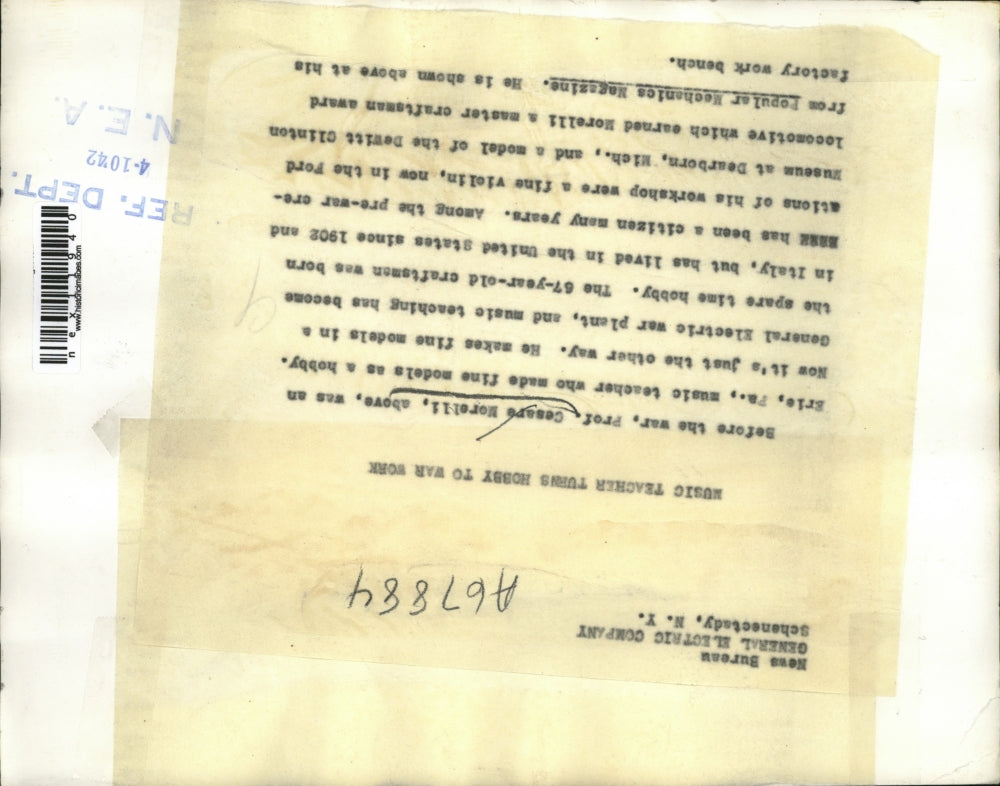 News Bureau
GENERAL ELECTRIC COMPANY
Schenectady, N. Y.
A67884
MUSIC TEACHER TURNS HOBBY TO WAR WORK
Before the war, Prof. Cesare Morelli, above, was an
Erie, Pa., music teacher who made fine models as a hobby.
Now it's just the other way. He makes fine models in a
General Electric war plant, and music teaching has become
the spare time hobby. The 67-year-old craftsman was born
in Italy, but has lived in the United States since 1902 and
has been a citizen many years. Among the pre-war cre-
ations of his workshop were a fine violin, now in the Ford
Museum at Dearborn, Mich., and a model of the DeWitt Clinton
locomotive which earned Morelli a master craftsman award
from Popular Mechanics Magazine. He is shown above at his
factory work bench.
REF. DEPT.
4-1042
N. E. A.
nex11940
www.historicimages.com